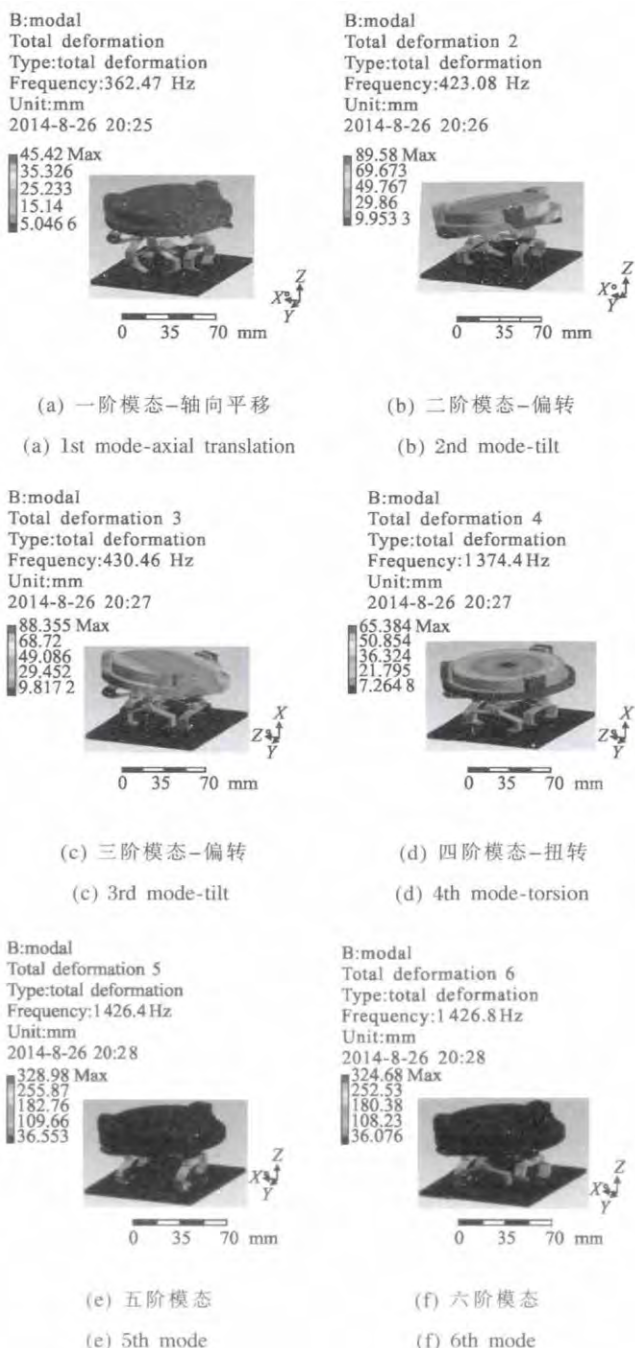 B:modal
Total deformation
Type:total deformation
Frequency:362.47 Hz
Unit:mm
2014-8-26 20:25
45.42 Max
35.326
25.233
15.14
5.046 6
Z
X
Y
0 35 70 mm
(a) 一阶模态-轴向平移
(a) 1st mode-axial translation
B:modal
Total deformation 2
Type:total deformation
Frequency:423.08 Hz
Unit:mm
2014-8-26 20:26
89.58 Max
69.673
49.767
29.86
9.953 3
Z
X
Y
0 35 70 mm
(b) 二阶模态-偏转
(b) 2nd mode-tilt
B:modal
Total deformation 3
Type:total deformation
Frequency:430.46 Hz
Unit:mm
2014-8-26 20:27
88.355 Max
68.72
49.086
29.452
9.817 2
X
Z
Y
0 35 70 mm
(c) 三阶模态-偏转
(c) 3rd mode-tilt
B:modal
Total deformation 4
Type:total deformation
Frequency:1 374.4 Hz
Unit:mm
2014-8-26 20:27
65.384 Max
50.854
36.324
21.795
7.264 8
X
Z
Y
0 35 70 mm
(d) 四阶模态-扭转
(d) 4th mode-torsion
B:modal
Total deformation 5
Type:total deformation
Frequency:1 426.4 Hz
Unit:mm
2014-8-26 20:28
328.98 Max
255.87
182.76
109.66
36.553
Z
X
Y
0 35 70 mm
(e) 五阶模态
(e) 5th mode
B:modal
Total deformation 6
Type:total deformation
Frequency:1 426.8 Hz
Unit:mm
2014-8-26 20:28
324.68 Max
252.53
180.38
108.23
36.076
Z
X
Y
0 35 70 mm
(f) 六阶模态
(f) 6th mode